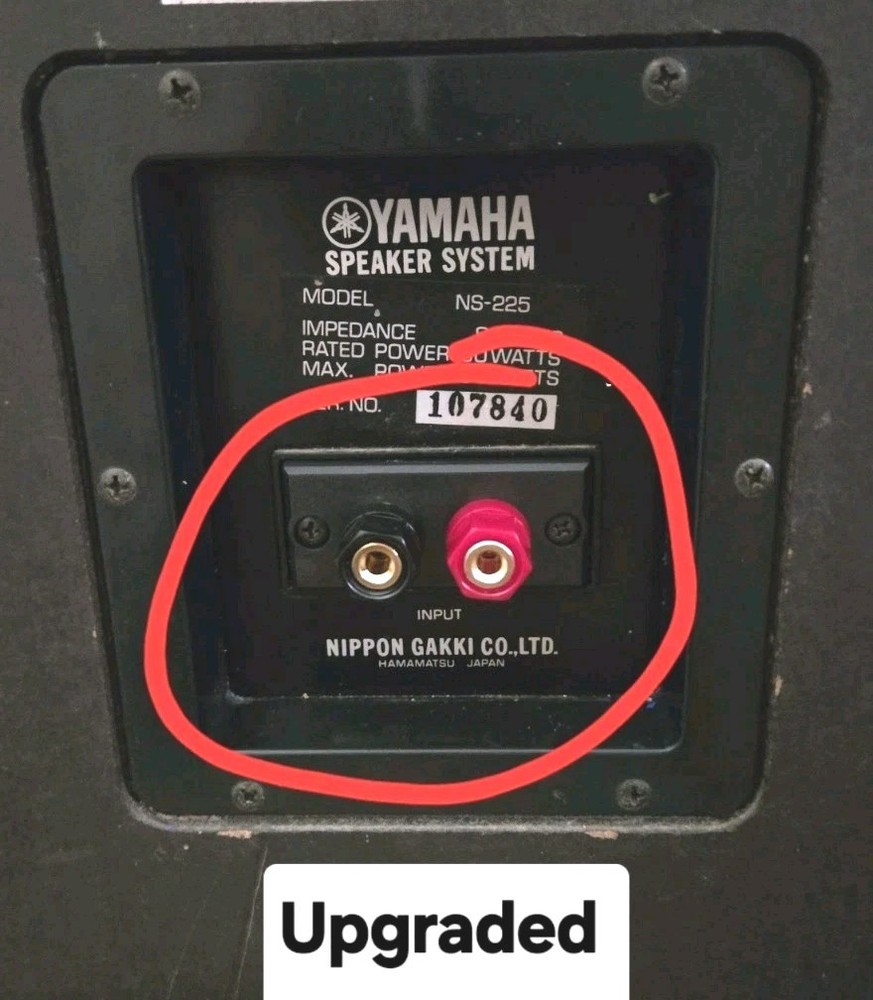 YAMAHA
SPEAKER SYSTEM
MODEL NS-225
IMPEDANCE
RATED POWER WATTS
MAX.
NO.
107840
INPUT
NIPPON GAKKI CO.,LTD.
HAMAMATSU JAPAN
Upgraded